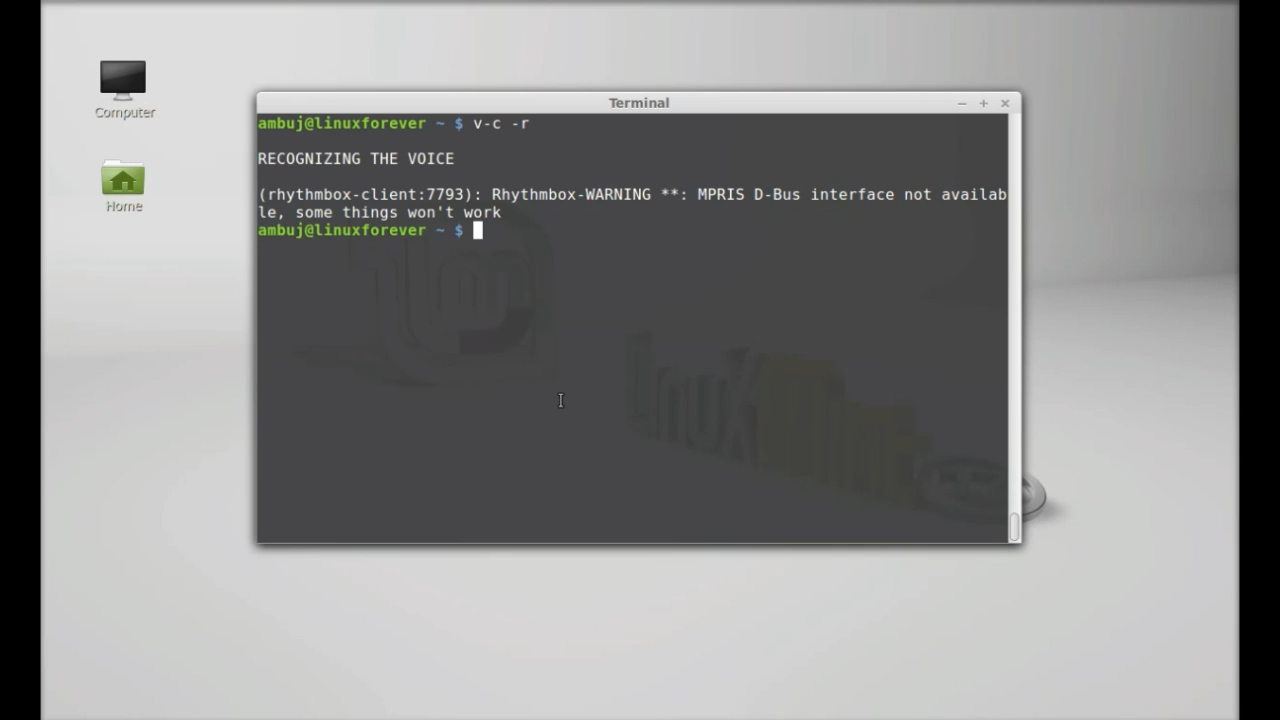 Computer
Home
Terminal
ambuj@linuxforever ~ $ v-c -r
RECOGNIZING THE VOICE
(rhythmbox-client:7793): Rhythmbox-WARNING **: MPRIS D-Bus interface not availab
le, some things won't work
ambuj@linuxforever ~ $
Linux